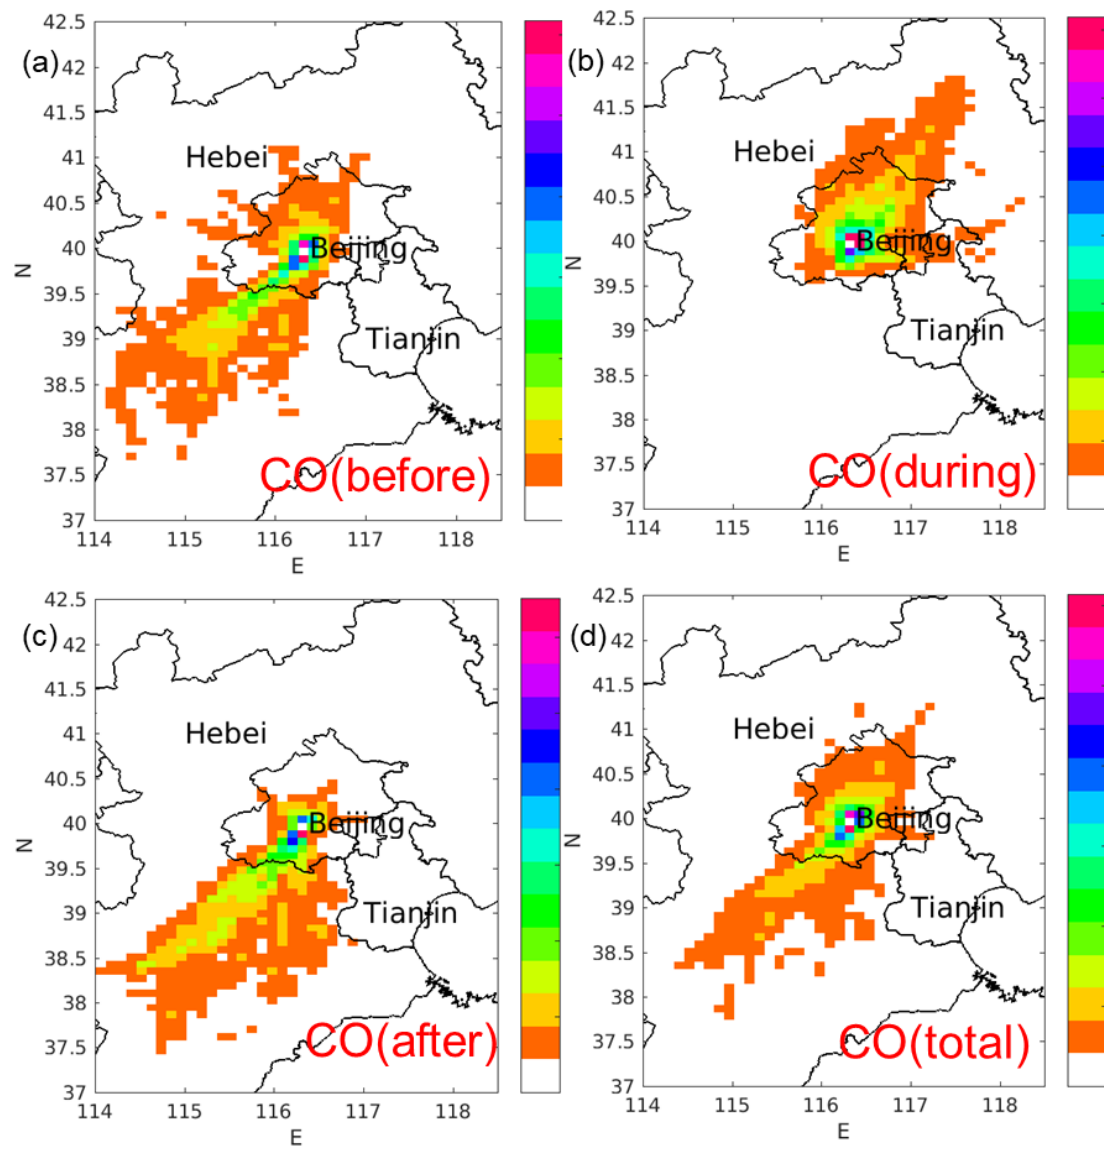 (a)
42.5
42
41.5
41
40.5
40
39.5
39
38.5
38
37.5
37
N
114
115
116
117
118
E
Hebei
Beijing
Tianjin
CO(before)
(b)
42.5
42
41.5
41
40.5
40
39.5
39
38.5
38
37.5
37
N
114
115
116
117
118
E
Hebei
Beijing
Tianjin
CO(during)
(c)
42.5
42
41.5
41
40.5
40
39.5
39
38.5
38
37.5
37
N
114
115
116
117
118
E
Hebei
Beijing
Tianjin
CO(after)
(d)
42.5
42
41.5
41
40.5
40
39.5
39
38.5
38
37.5
37
N
114
115
116
117
118
E
Hebei
Beijing
Tianjin
CO(total)